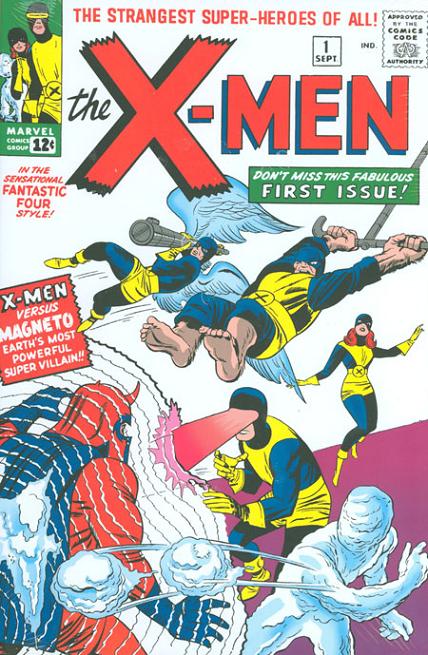 THE STRANGEST SUPER-HEROES OF ALL!
1
SEPT.
IND.
APPROVED
BY THE
COMICS
CODE
AUTHORITY
the X-MEN
MARVEL
COMICS
GROUP
12¢
IN THE
SENSATIONAL
FANTASTIC
FOUR
STYLE!
DON'T MISS THIS FABULOUS
FIRST ISSUE!
X-MEN
VERSUS
MAGNETO
EARTH'S MOST
POWERFUL
SUPER VILLAIN!!